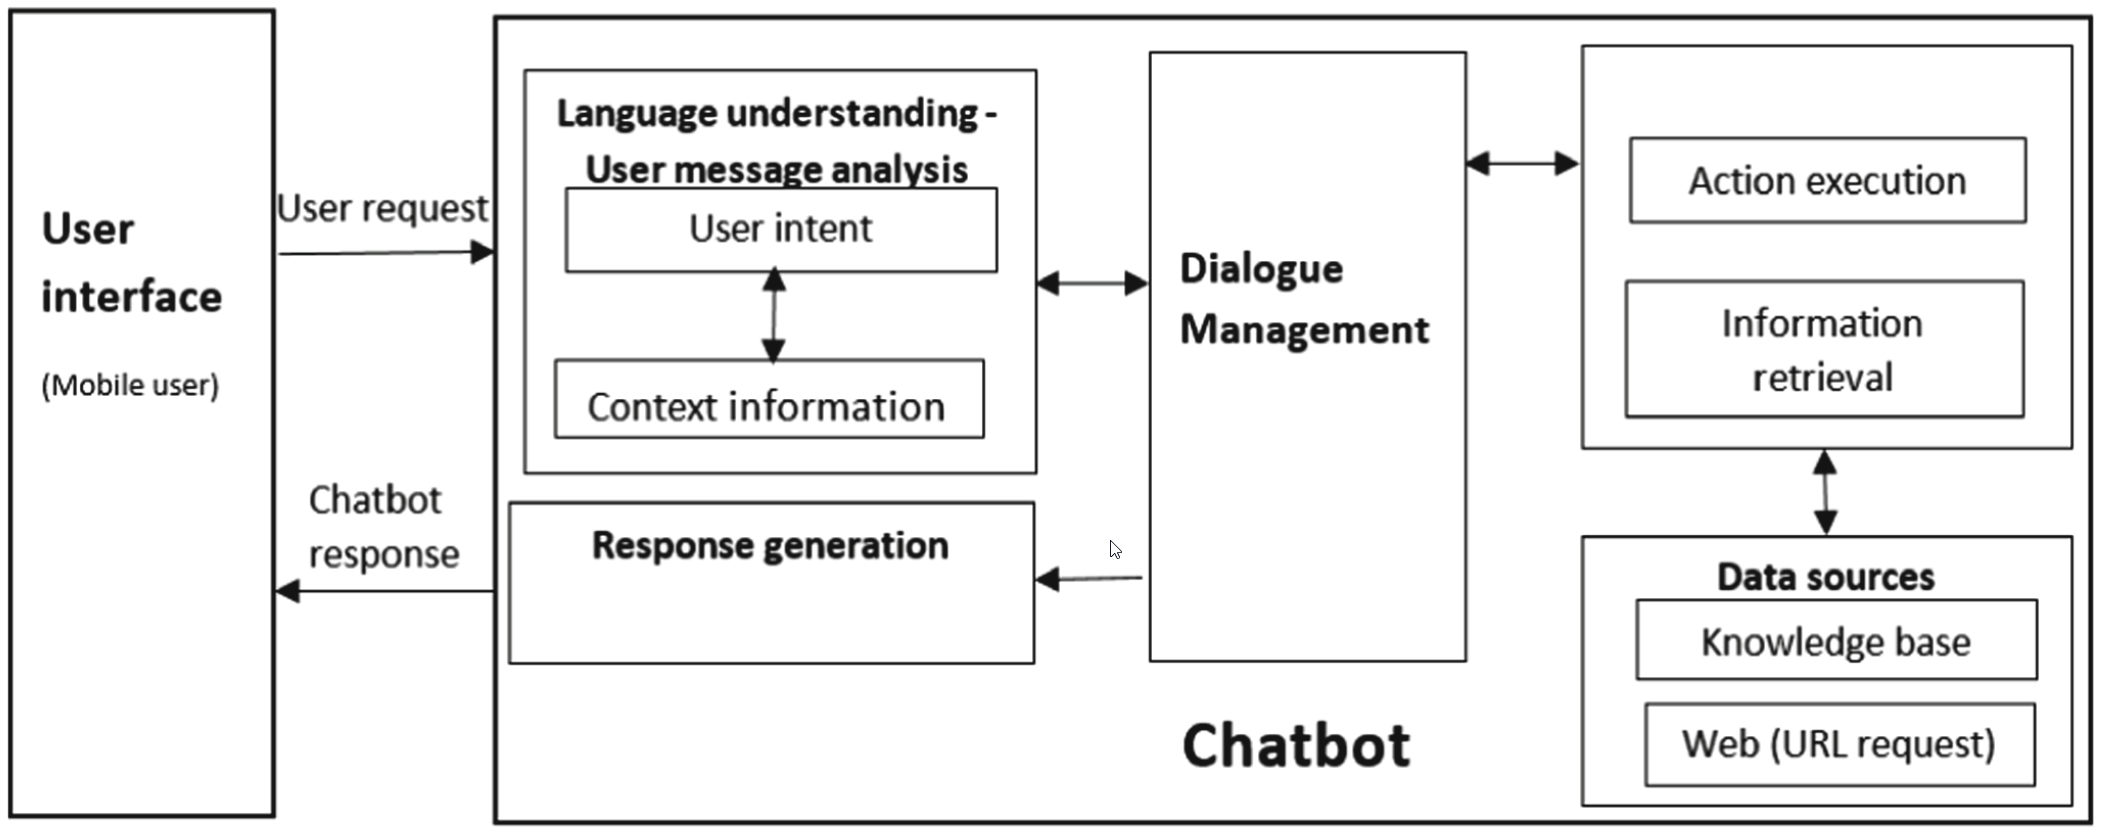 User
interface
(Mobile user)
User request
Chatbot
response
Language understanding -
User message analysis
User intent
Context information
Response generation
Dialogue
Management
Action execution
Information
retrieval
Data sources
Knowledge base
Web (URL request)
Chatbot